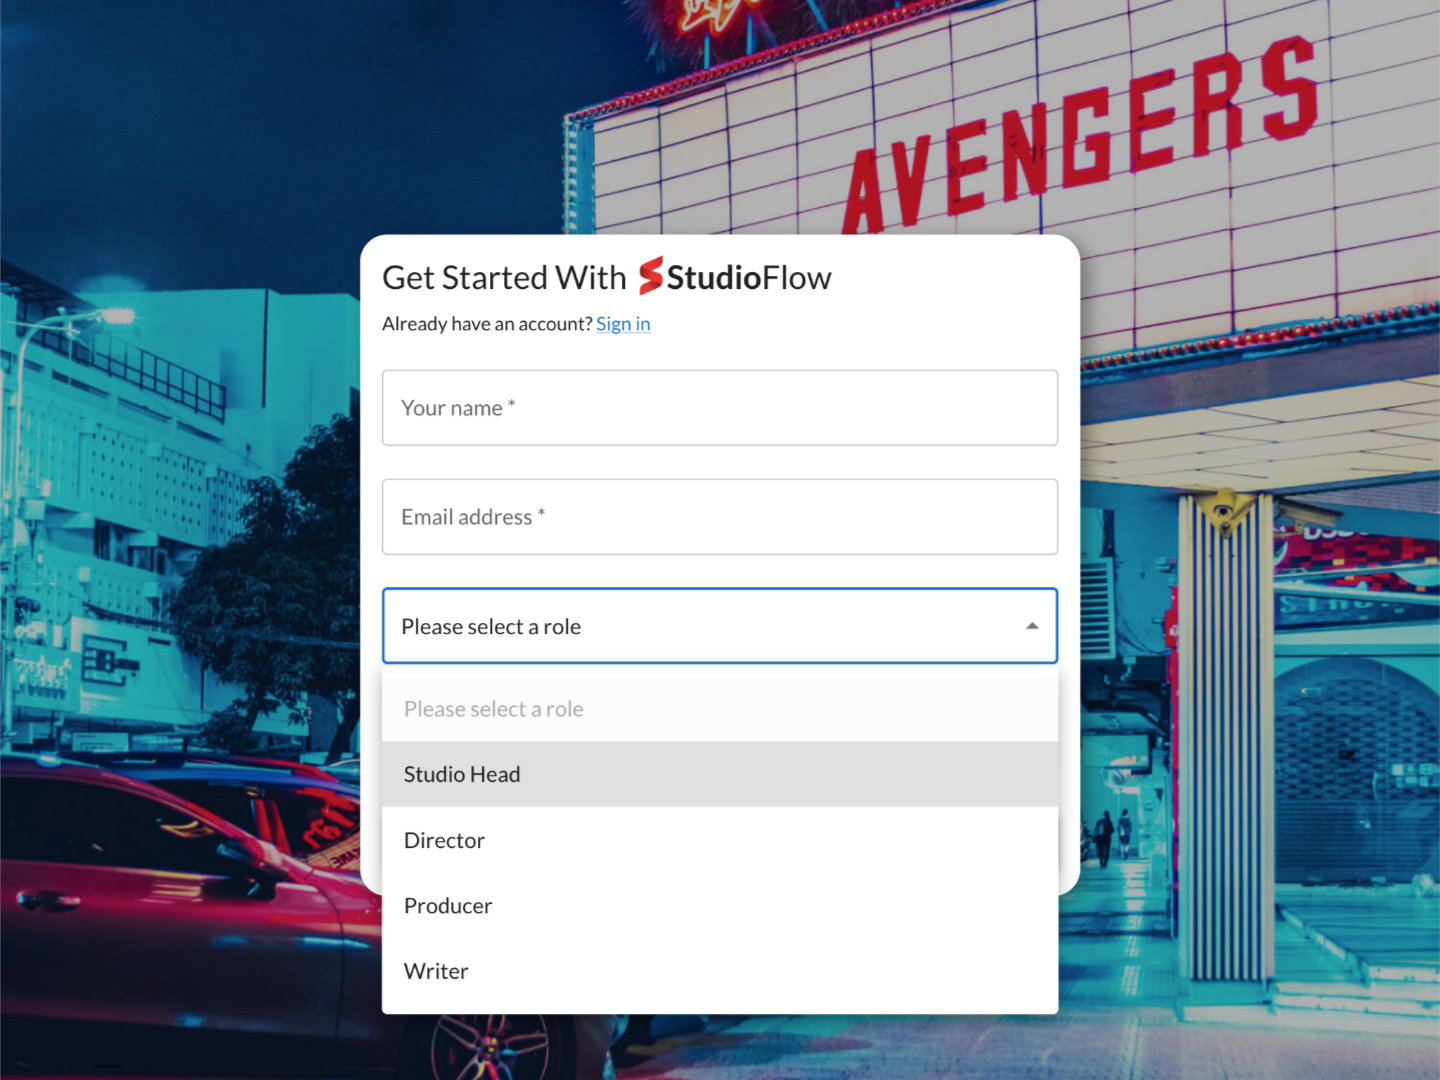 AVENGERS
Get Started With StudioFlow
Already have an account? Sign in
Your name *
Email address *
Please select a role
Please select a role
Studio Head
Director
Producer
Writer